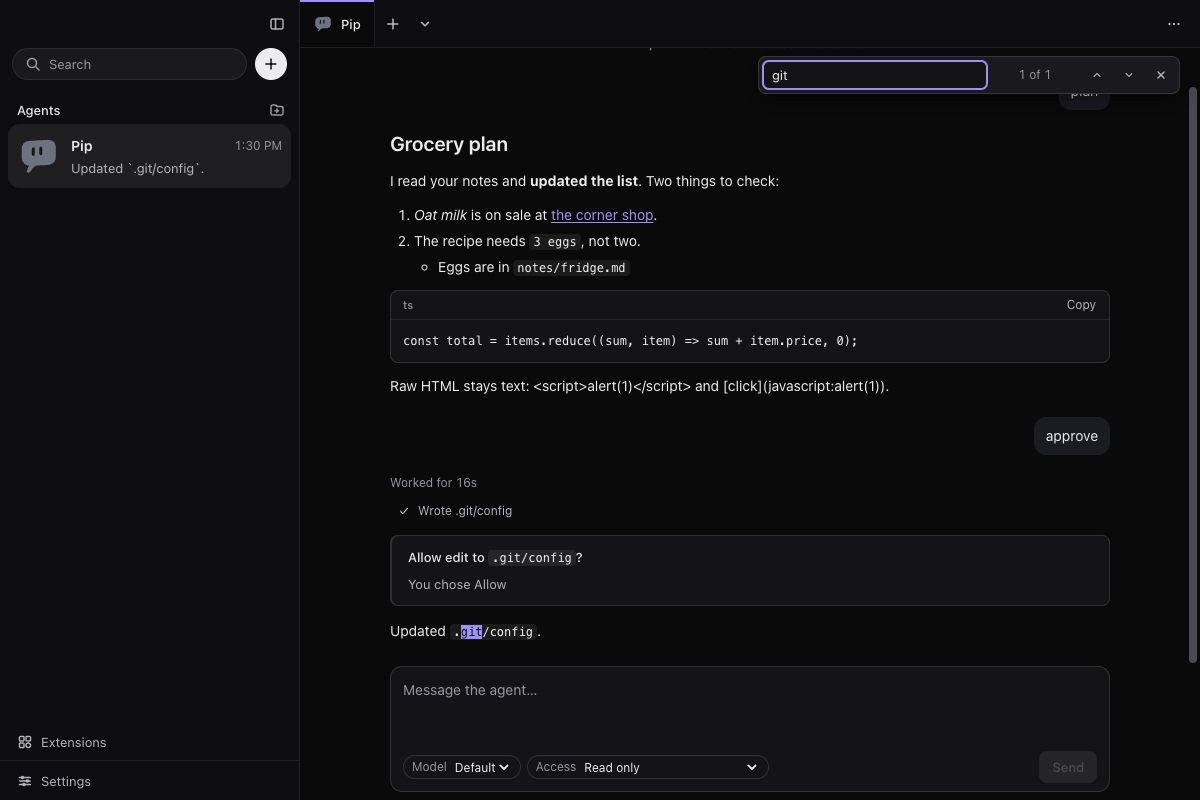 Pip
Search
git
1 of 1
Agents
plan
Pip
1:30 PM
Updated `.git/config`.
Grocery plan
I read your notes and updated the list. Two things to check:
1. Oat milk is on sale at the corner shop.
2. The recipe needs 3 eggs, not two.
Eggs are in notes/fridge.md
ts
Copy
const total = items.reduce((sum, item) => sum + item.price, 0);
Raw HTML stays text: <script>alert(1)</script> and [click](javascript:alert(1)).
approve
Worked for 16s
Wrote .git/config
Allow edit to .git/config?
You chose Allow
Updated .git/config.
Message the agent...
Extensions
Model Default
Access Read only
Send
Settings